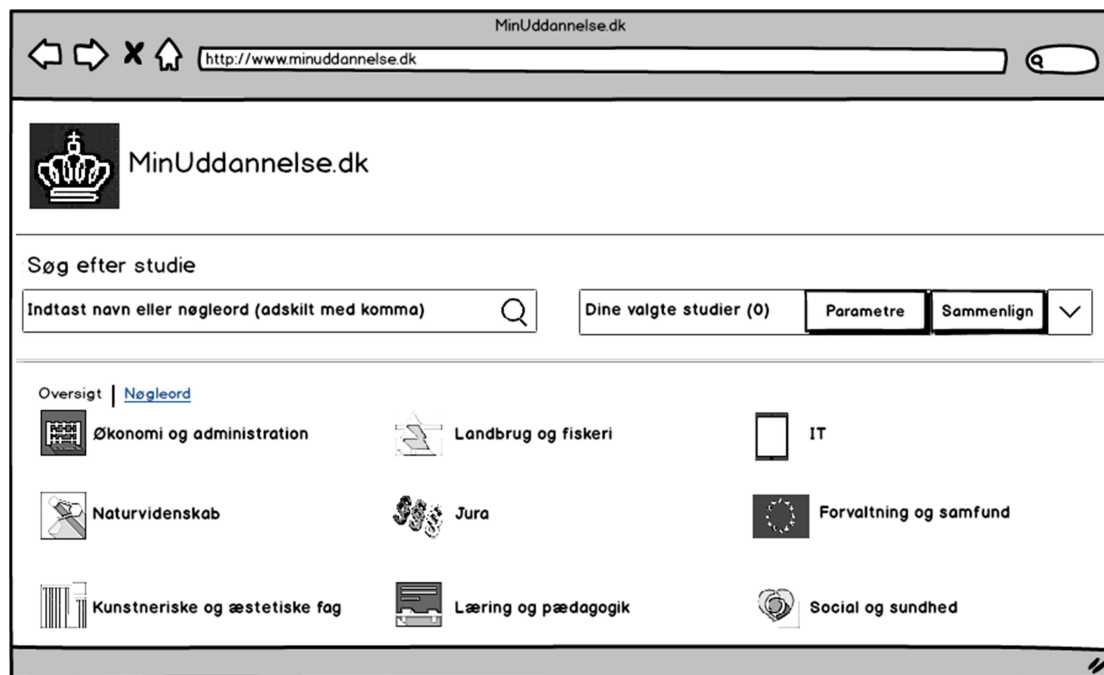 MinUddannelse.dk
http://www.minuddannelse.dk
MinUddannelse.dk
Søg efter studie
Indtast navn eller nøgleord (adskilt med komma)
Dine valgte studier (0) Parametre Sammenlign
Oversigt | Nøgleord
Økonomi og administration Landbrug og fiskeri IT
Naturvidenskab Jura Forvaltning og samfund
Kunstneriske og æstetiske fag Læring og pædagogik Social og sundhed